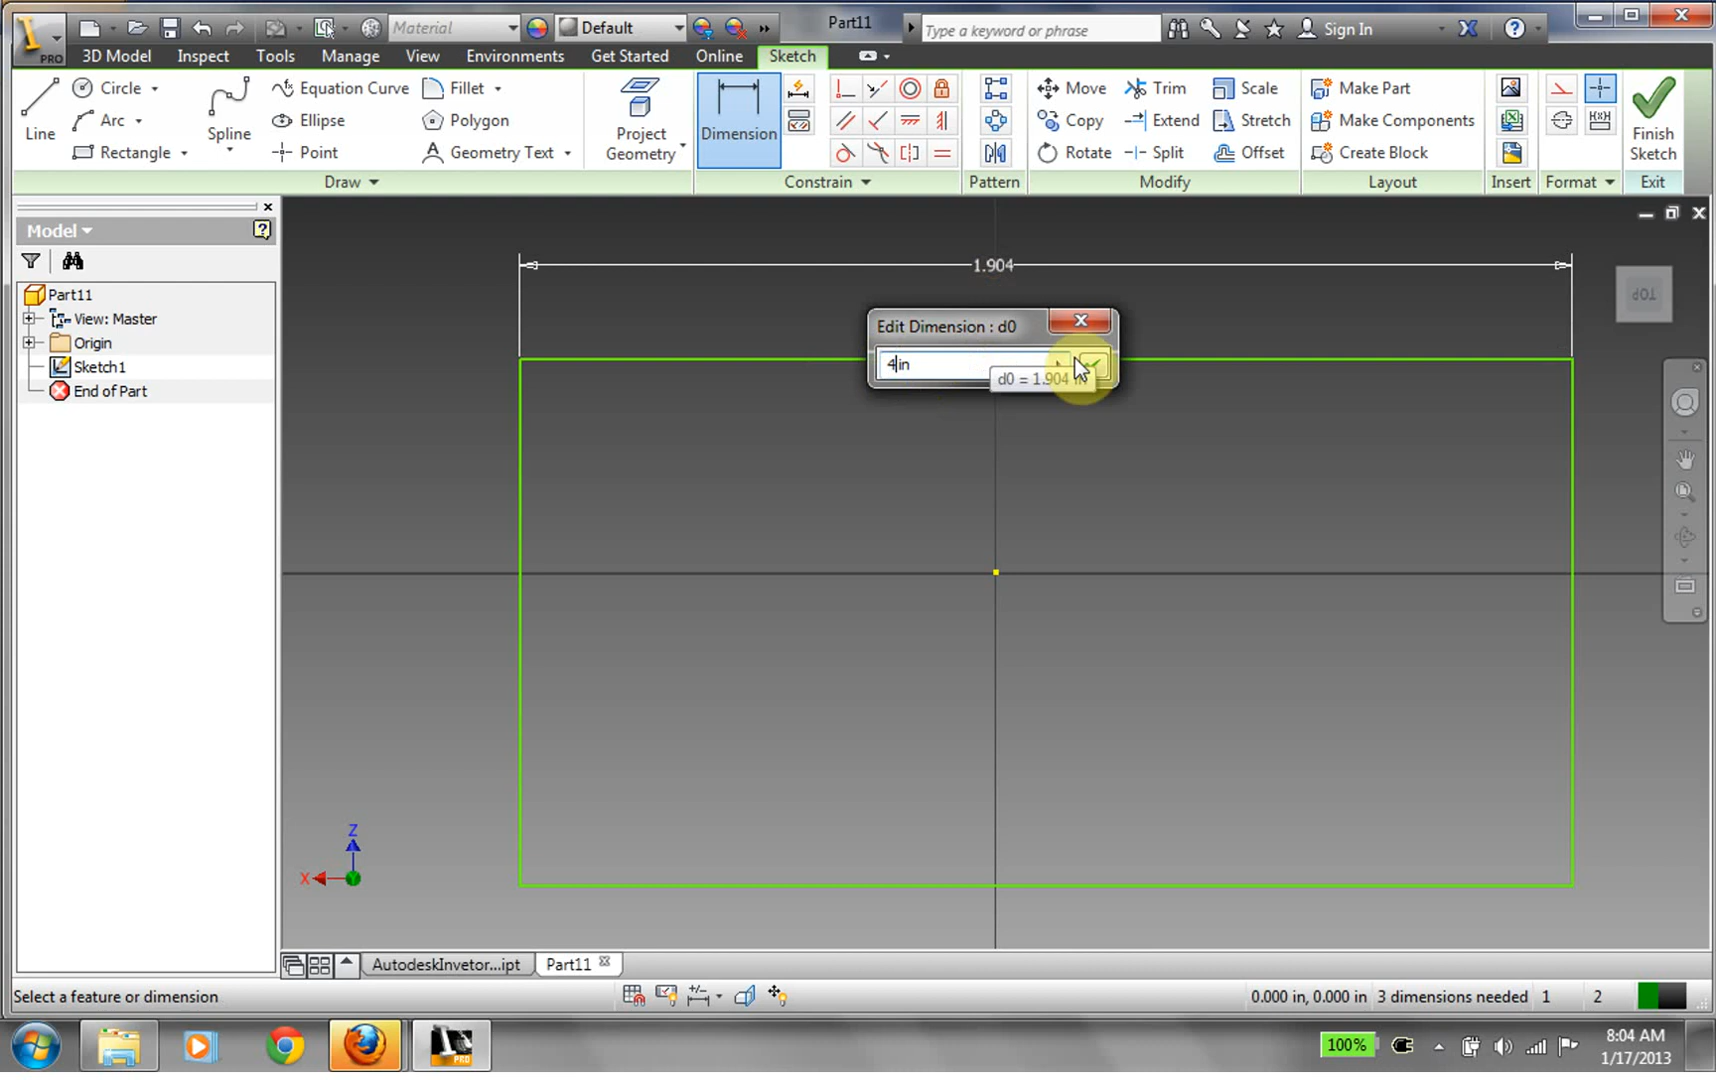 Material
Default
Part11
Type a keyword or phrase
Sign In
PRO
3D Model
Inspect
Tools
Manage
View
Environments
Get Started
Online
Sketch
Line
Circle
Arc
Rectangle
Spline
Equation Curve
Ellipse
Point
Fillet
Polygon
Geometry Text
Project
Geometry
Dimension
Move
Copy
Rotate
Trim
Extend
Split
Scale
Stretch
Offset
Make Part
Make Components
Create Block
Finish
Sketch
Draw
Constrain
Pattern
Modify
Layout
Insert
Format
Exit
Model
Part11
View: Master
Origin
Sketch1
End of Part
1.904
Edit Dimension : d0
4in
d0 = 1.904 in
TOP
Z
X
AutodeskInvetor...ipt
Part11
Select a feature or dimension
0.000 in, 0.000 in
3 dimensions needed
1
2
PRO
100%
8:04 AM
1/17/2013